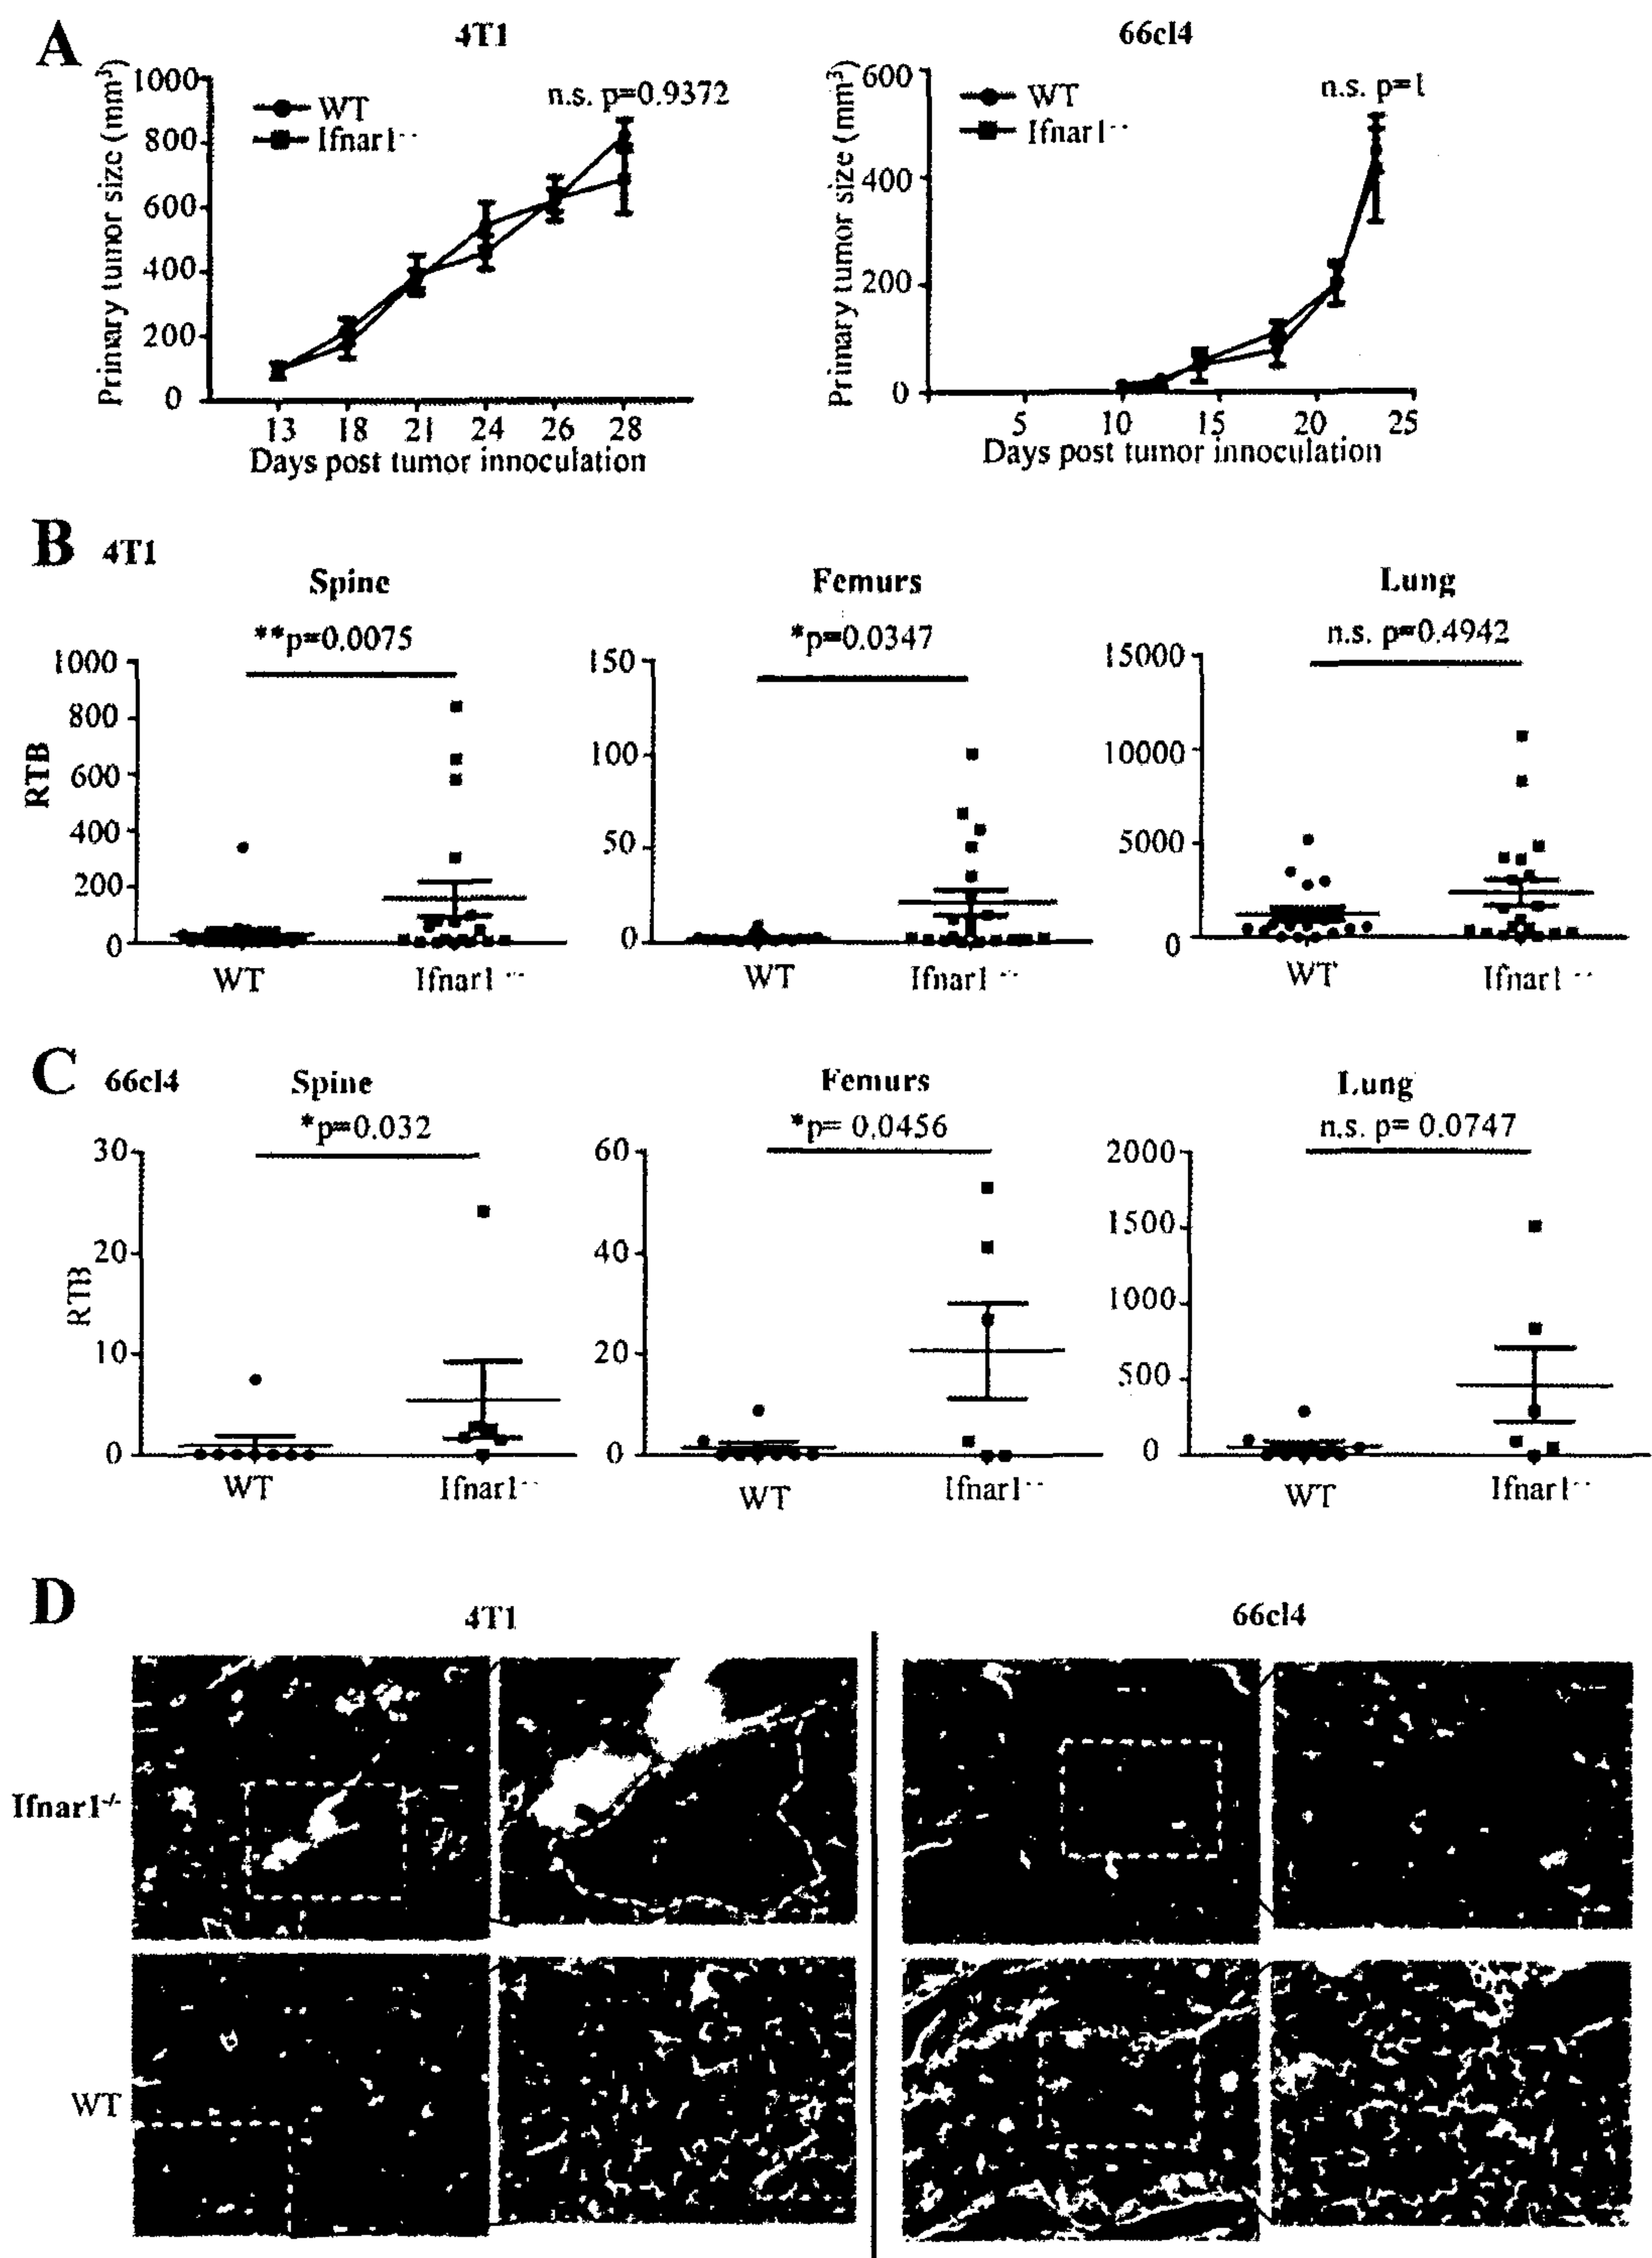 A
4T1
66cl4
Primary tumor size (mm³)
1000
800
600
400
200
0
WT
Ifnar1-/-
n.s. p=0.9372
13 18 21 24 26 28
Days post tumor innoculation
Primary tumor size (mm³)
600
400
200
0
WT
Ifnar1-/-
n.s. p=1
5 10 15 20 25
Days post tumor innoculation
B 4T1
Spine
**p=0.0075
RTB
1000
800
600
400
200
0
WT Ifnar1-/-
Femurs
*p=0.0347
150
100
50
0
WT Ifnar1-/-
Lung
n.s. p=0.4942
15000
10000
5000
0
WT Ifnar1-/-
C 66cl4
Spine
*p=0.032
RTB
30
20
10
0
WT Ifnar1-/-
Femurs
*p= 0.0456
60
40
20
0
WT Ifnar1-/-
Lung
n.s. p= 0.0747
2000
1500
1000
500
0
WT Ifnar1-/-
D
4T1
66cl4
Ifnar1-/-
WT